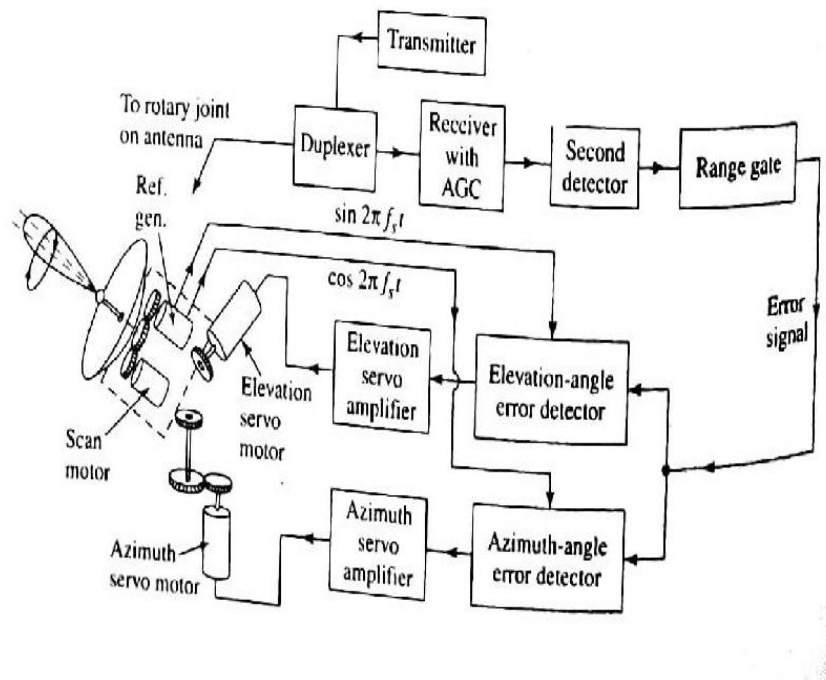 Transmitter
To rotary joint
on antenna
Duplexer
Receiver
with
AGC
Second
detector
Range gate
Ref.
gen.
sin 2π fₛt
cos 2π fₛt
Error
signal
Elevation
servo
amplifier
Elevation-angle
error detector
Elevation
servo
motor
Scan
motor
Azimuth
servo motor
Azimuth
servo
amplifier
Azimuth-angle
error detector